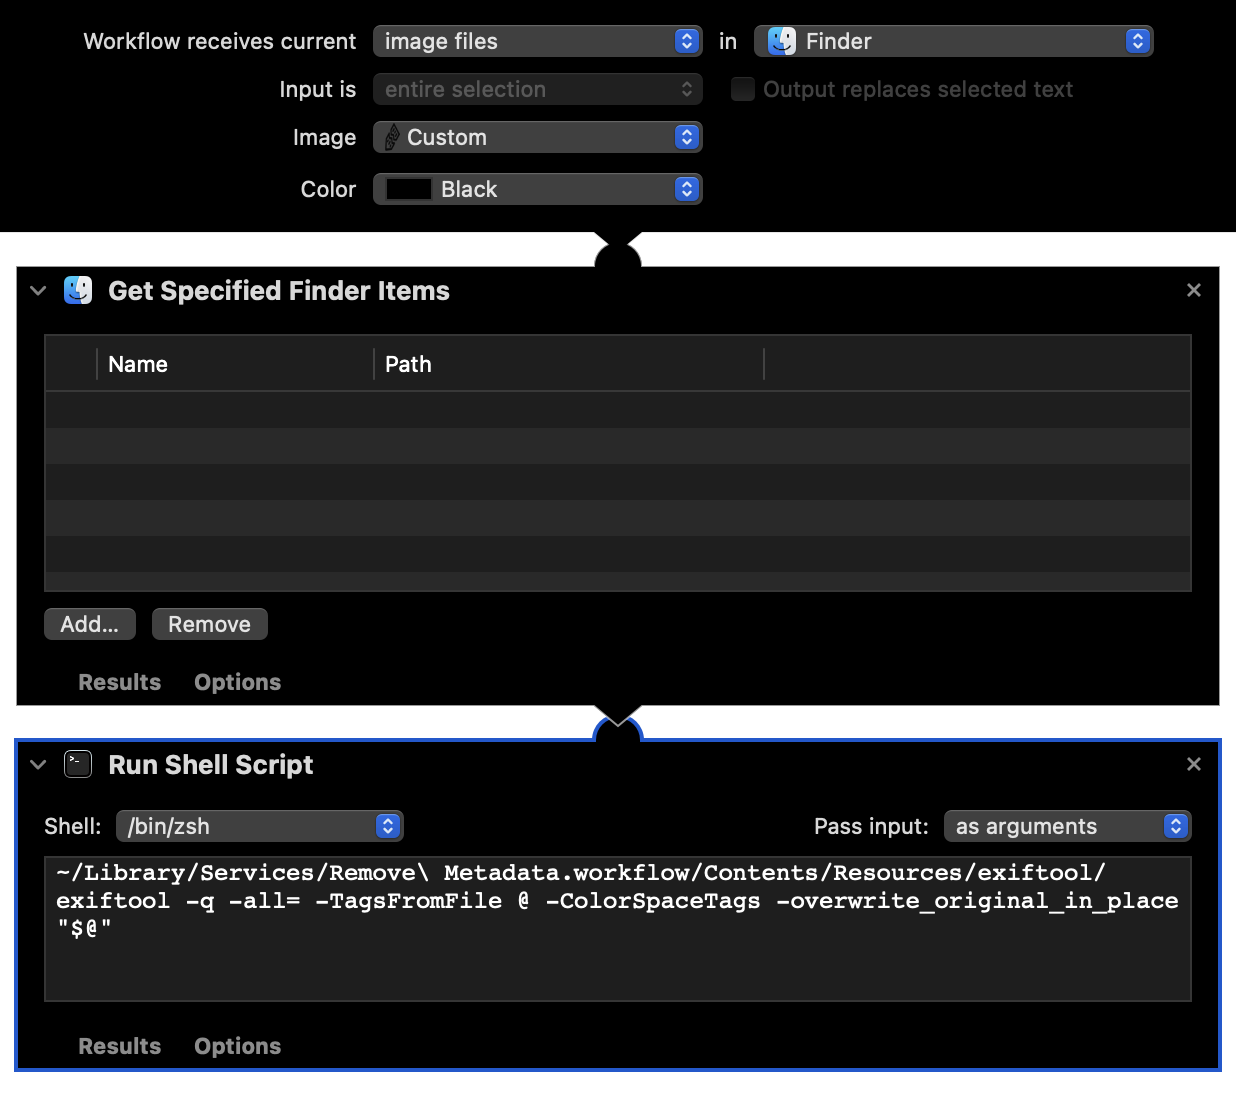 Workflow receives current image files in Finder
Input is entire selection Output replaces selected text
Image Custom
Color Black
Get Specified Finder Items
Name Path
Add... Remove
Results Options
Run Shell Script
Shell: /bin/zsh Pass input: as arguments
~/Library/Services/Remove\ Metadata.workflow/Contents/Resources/exiftool/
exiftool -q -all= -TagsFromFile @ -ColorSpaceTags -overwrite_original_in_place
"$@"
Results Options